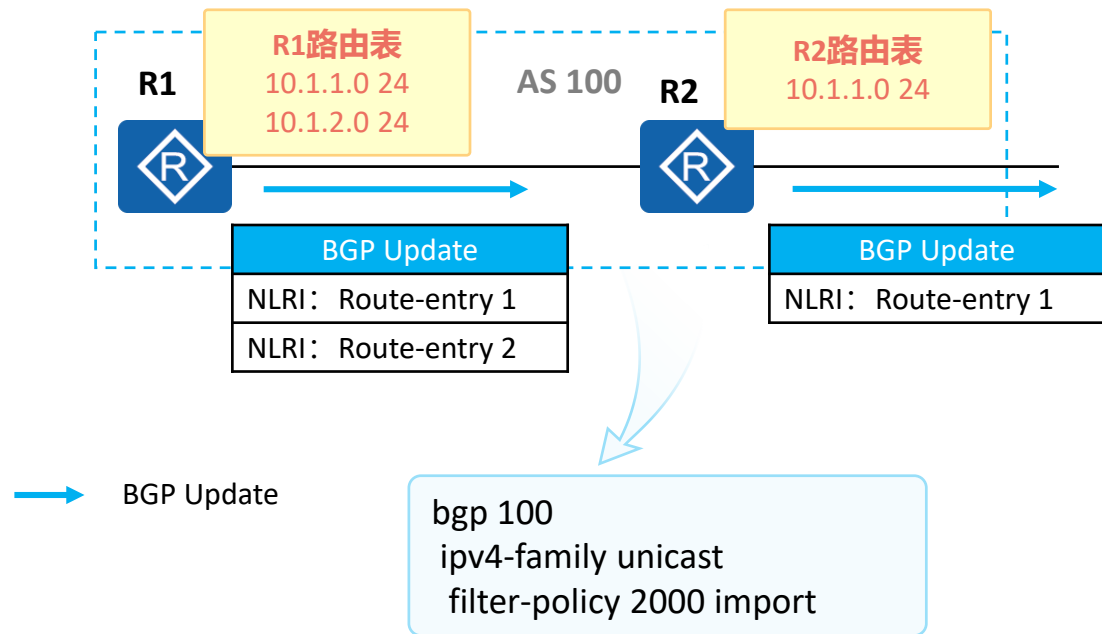 R1路由表
10.1.1.0 24
10.1.2.0 24
R1
AS 100
R2
R2路由表
10.1.1.0 24
R
R
BGP Update
NLRI： Route-entry 1
NLRI： Route-entry 2
BGP Update
NLRI： Route-entry 1
BGP Update
bgp 100
ipv4-family unicast
filter-policy 2000 import